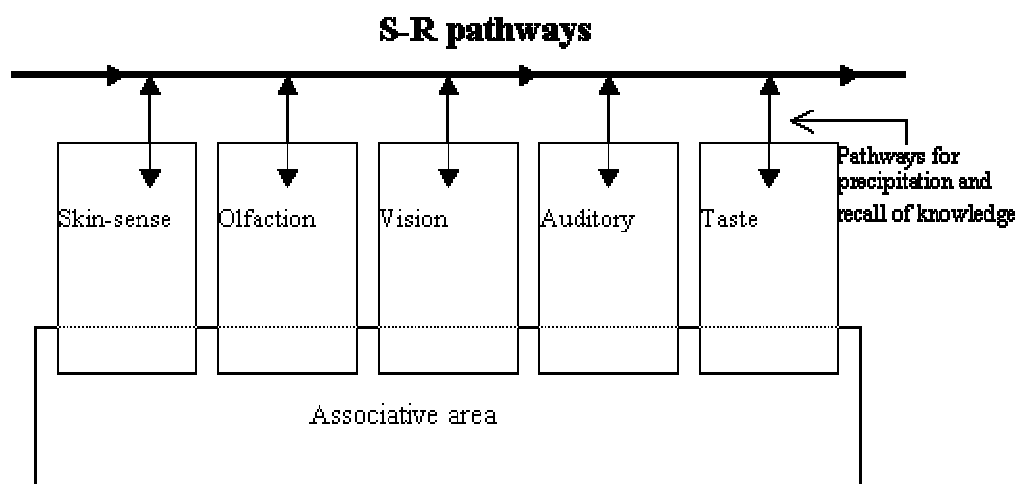 S-R pathways
Pathways for
precipitation and
recall of knowledge
Skin-sense
Olfaction
Vision
Auditory
Taste
Associative area